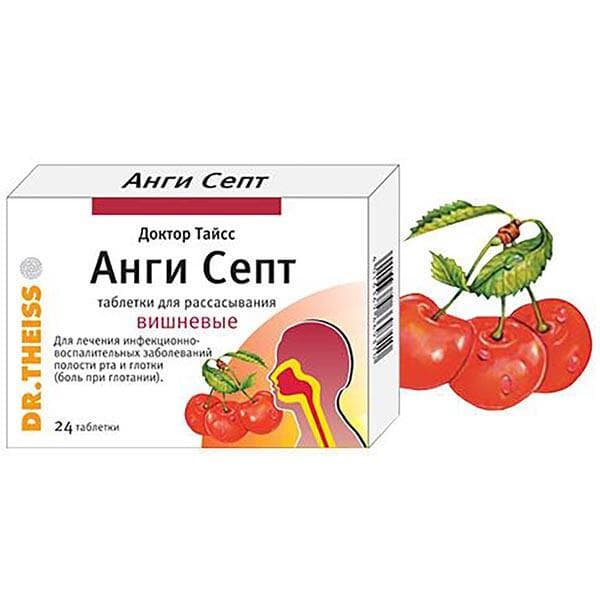 Анги Септ
Доктор Тайсс
Анги Септ
таблетки для рассасывания
вишневые
Для лечения инфекционно-
воспалительных заболеваний
полости рта и глотки
(боль при глотании).
24 таблетки
DR.THEISS